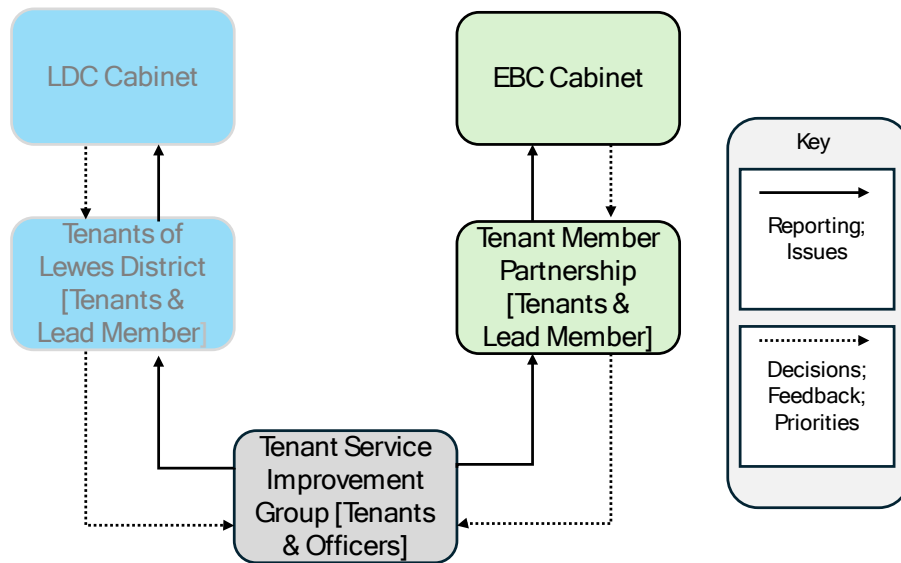 LDC Cabinet
EBC Cabinet
Tenants of
Lewes District
[Tenants &
Lead Member]
Tenant Member
Partnership
[Tenants &
Lead Member]
Tenant Service
Improvement
Group [Tenants
& Officers]
Key
Reporting;
Issues
Decisions;
Feedback;
Priorities